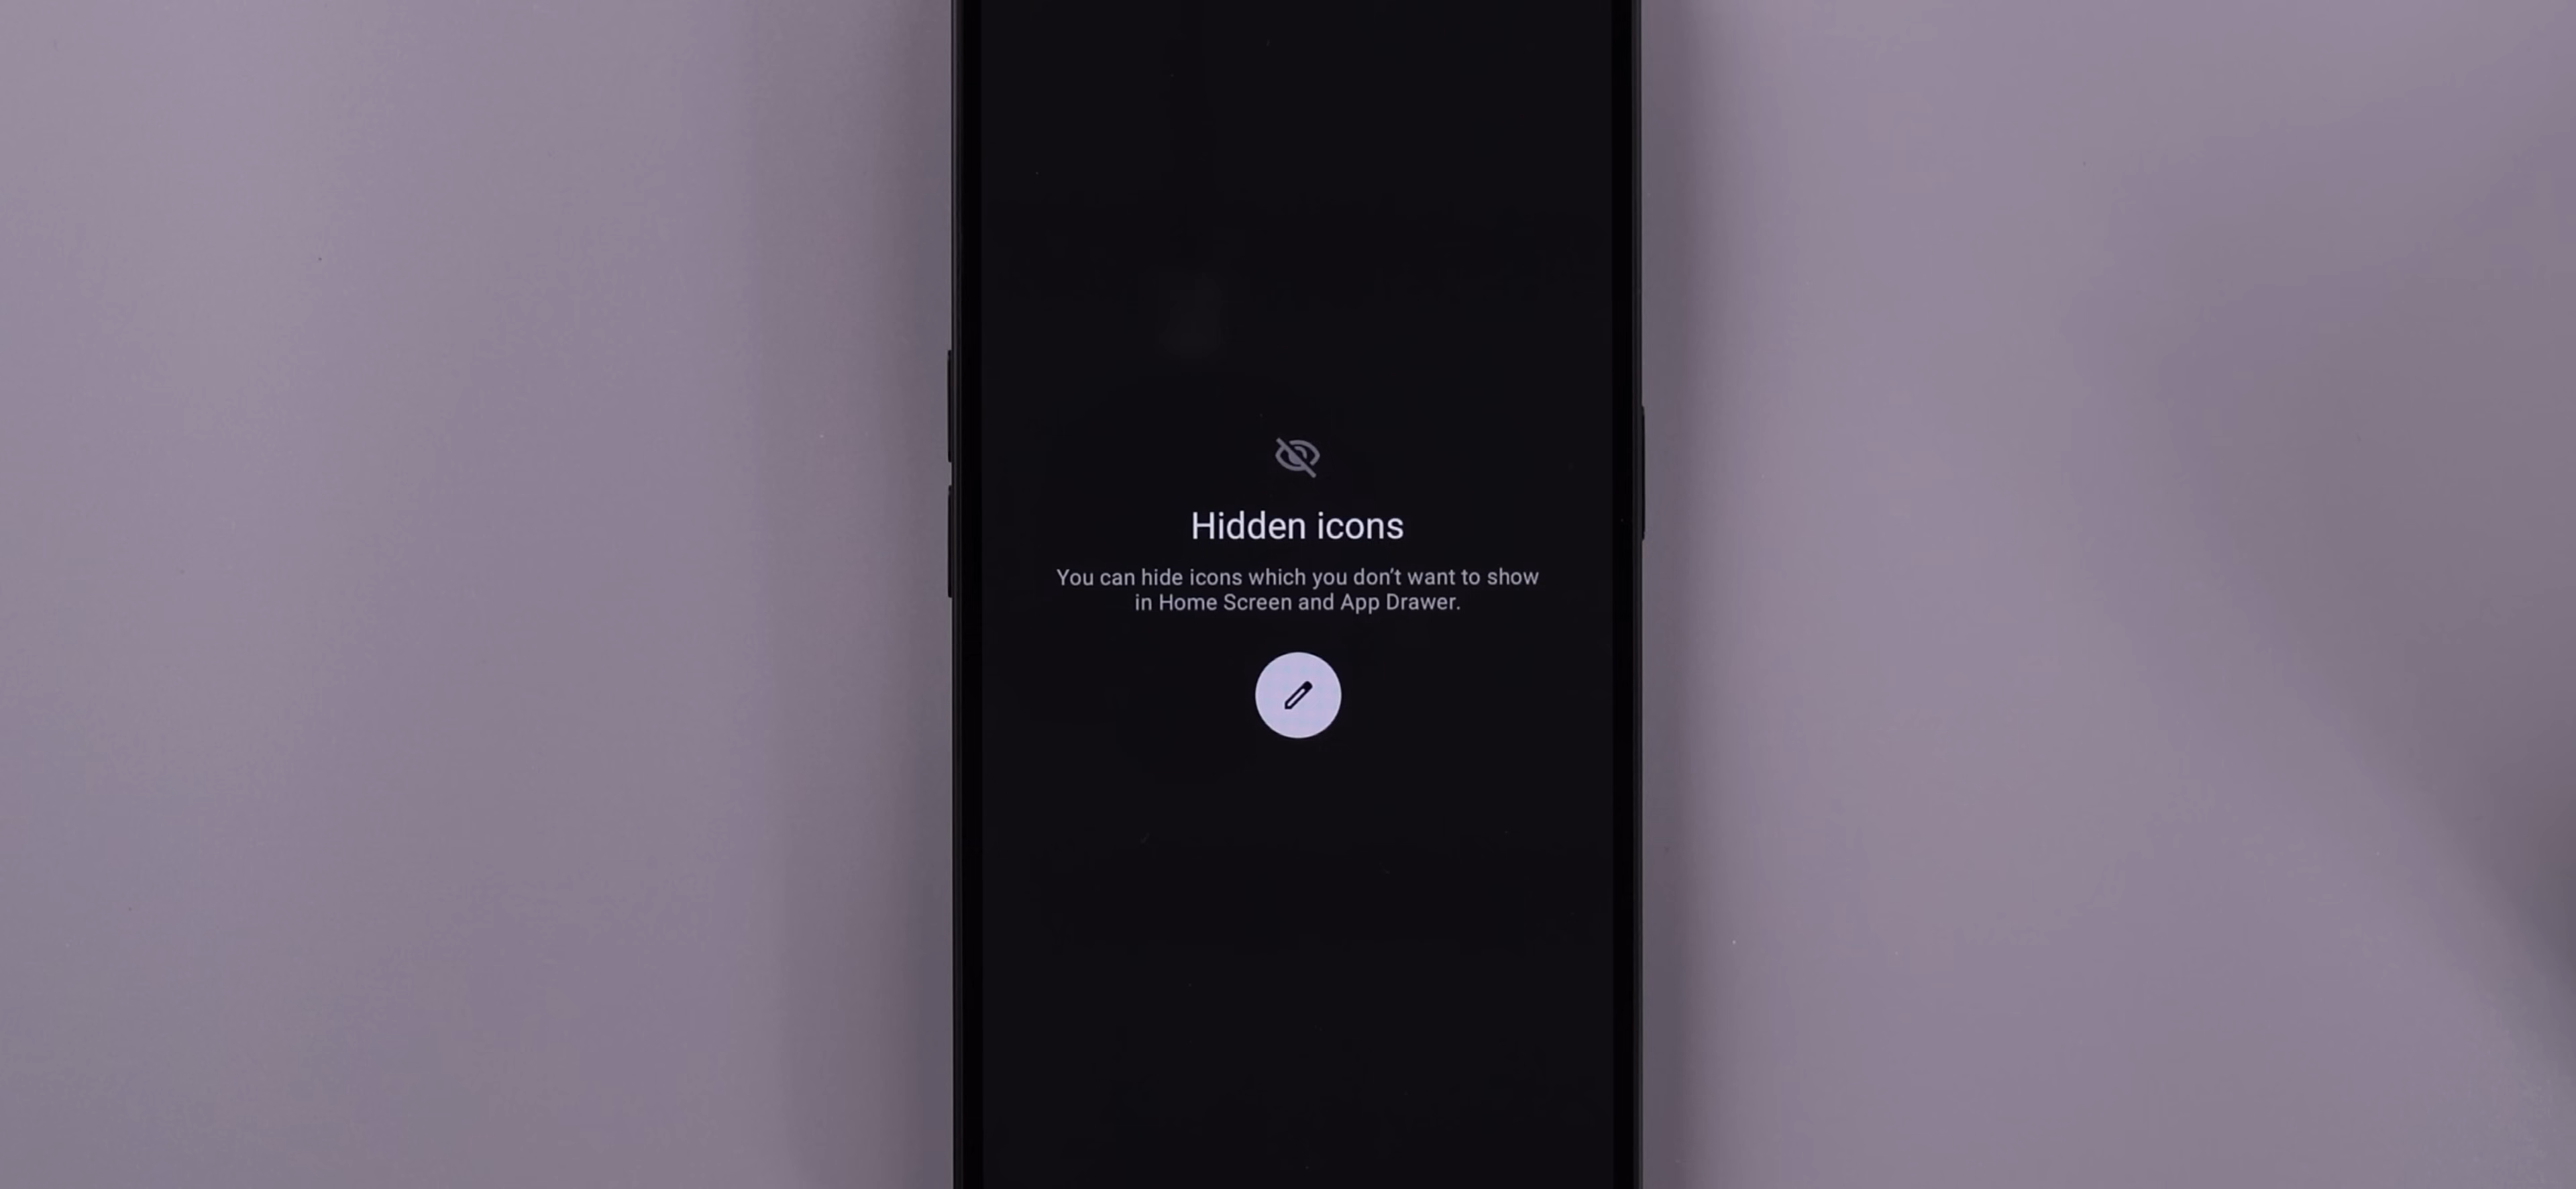 Hidden icons
You can hide icons which you don’t want to show
in Home Screen and App Drawer.